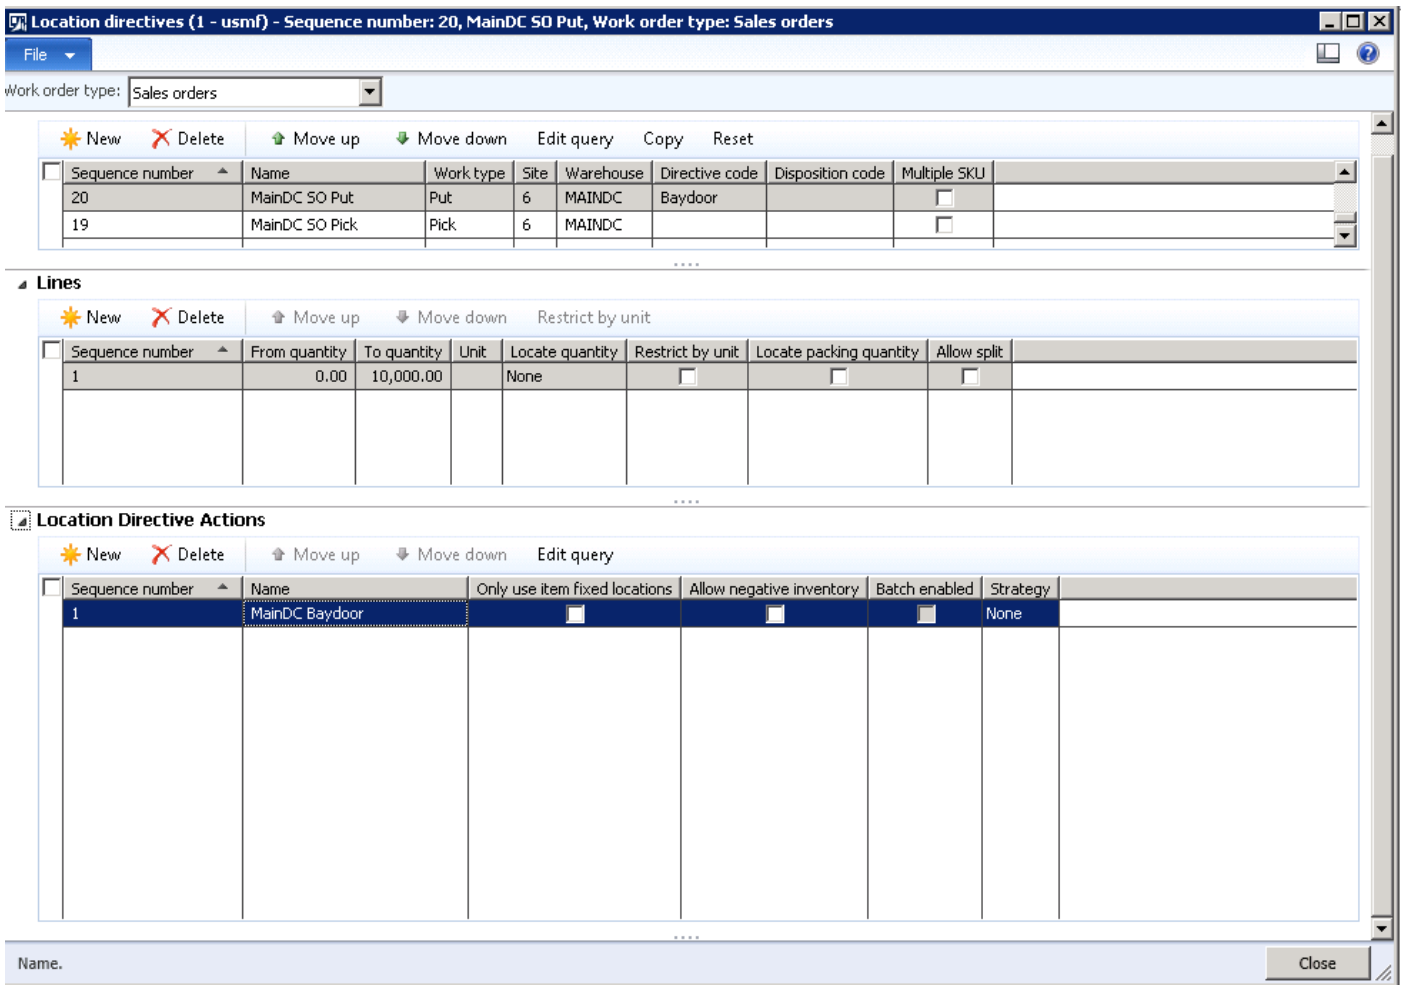 Location directives (1 - usmf) - Sequence number: 20, MainDC SO Put, Work order type: Sales orders
File
Work order type: Sales orders
New Delete Move up Move down Edit query Copy Reset
Sequence number Name Work type Site Warehouse Directive code Disposition code Multiple SKU
20 MainDC SO Put Put 6 MAINDC Baydoor
19 MainDC SO Pick Pick 6 MAINDC
Lines
New Delete Move up Move down Restrict by unit
Sequence number From quantity To quantity Unit Locate quantity Restrict by unit Locate packing quantity Allow split
1 0.00 10,000.00 None
Location Directive Actions
New Delete Move up Move down Edit query
Sequence number Name Only use item fixed locations Allow negative inventory Batch enabled Strategy
1 MainDC Baydoor None
Name.
Close